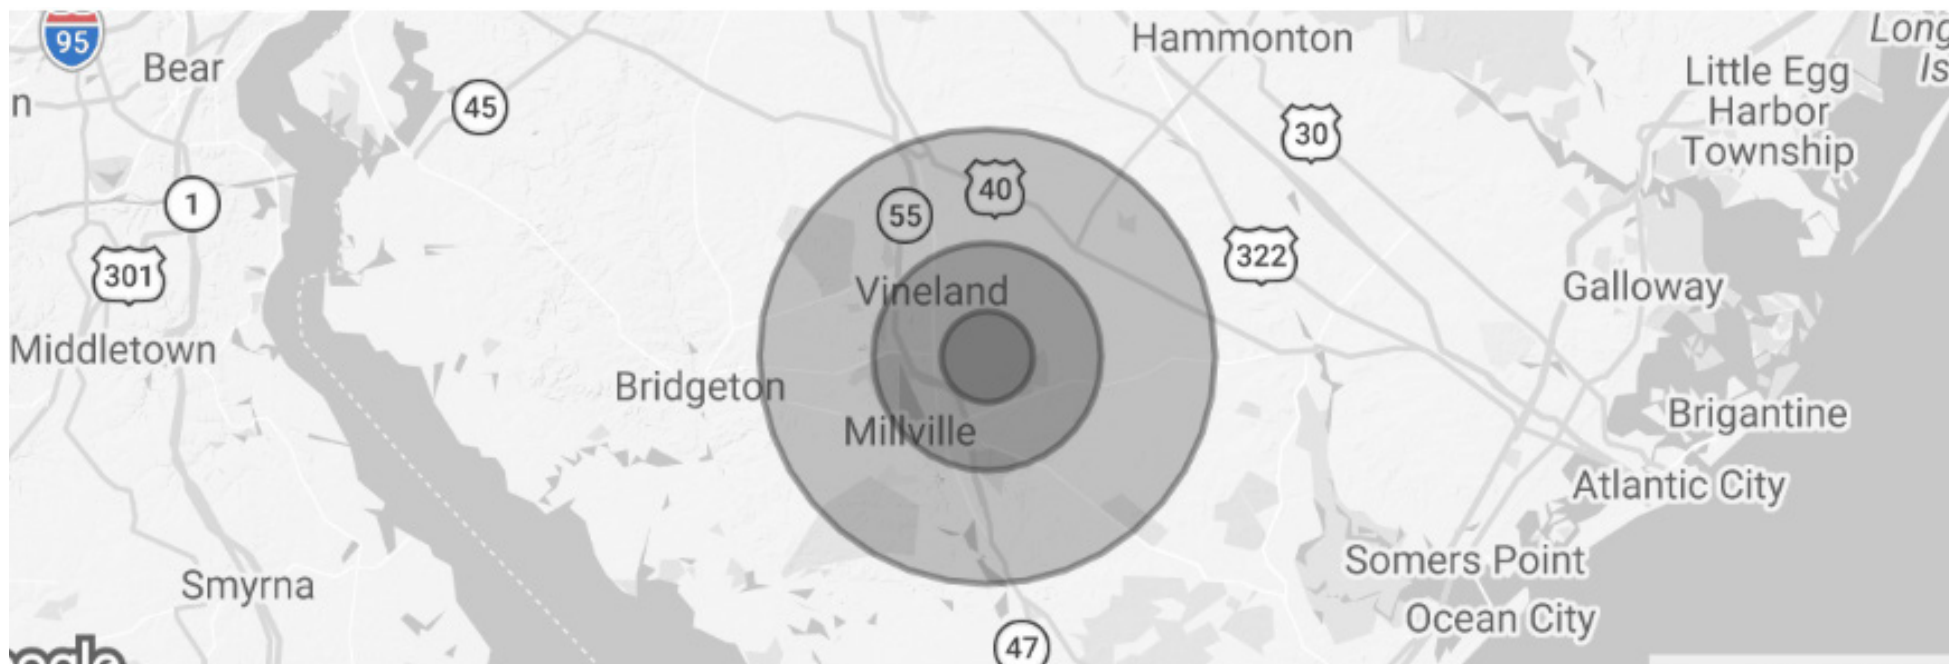 95
Bear
45
Hammonton
30
Little Egg
Harbor
Township
1
301
55
40
322
Vineland
Galloway
Middletown
Bridgeton
Millville
Brigantine
Atlantic City
Somers Point
Smyrna
Ocean City
47
Long
Is
n
ogle